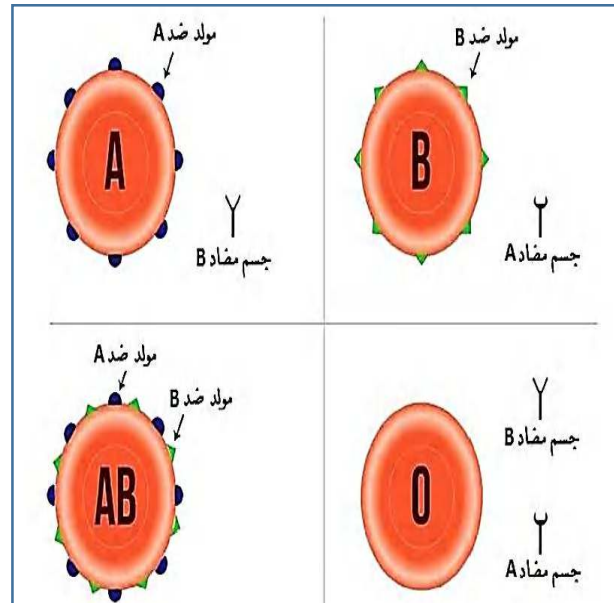 مولد ضد A
A
جسم مضاد B
مولد ضد B
B
جسم مضاد A
مولد ضد A
مولد ضد B
AB
O
جسم مضاد B
جسم مضاد A